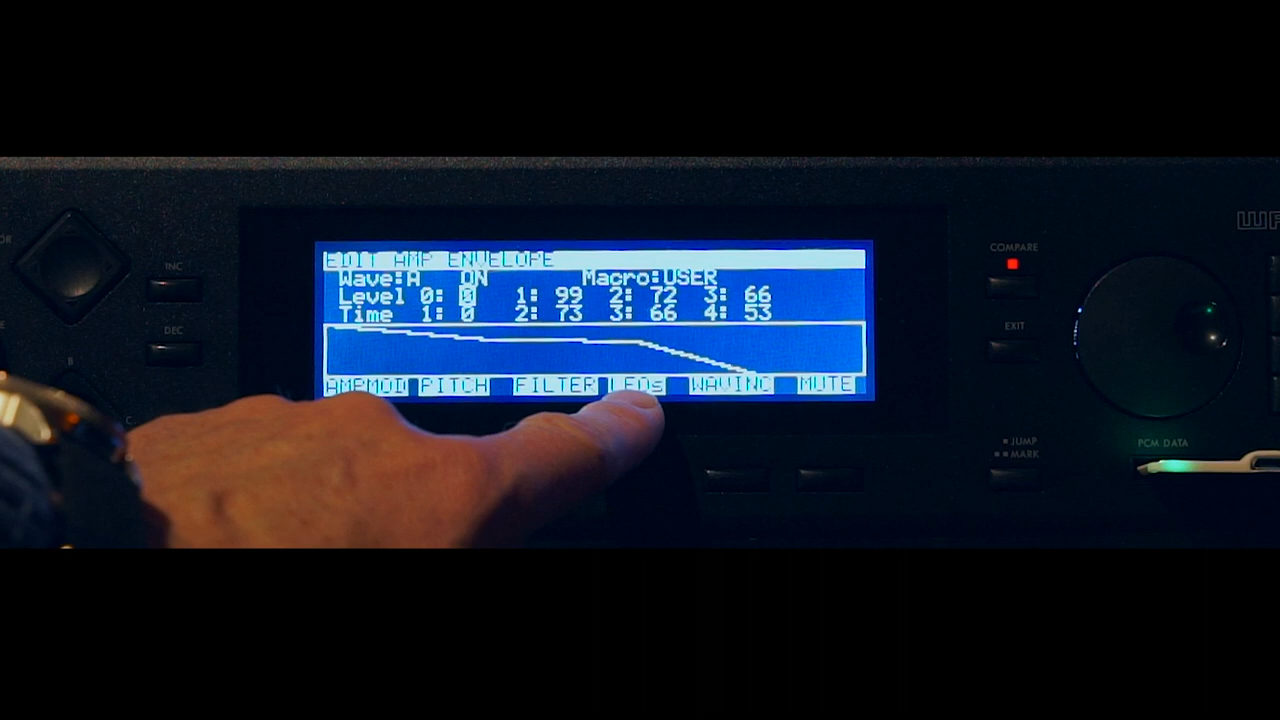 EDIT AMP ENVELOPE
Wave:A ON Macro:USER
Level 0: 0 1: 99 2: 72 3: 66
Time 1: 0 2: 73 3: 66 4: 53
AMPMOD PITCH FILTER LFOs WAVING MUTE
INC
DEC
B
C
COMPARE
EXIT
JUMP
MARK
PCM DATA